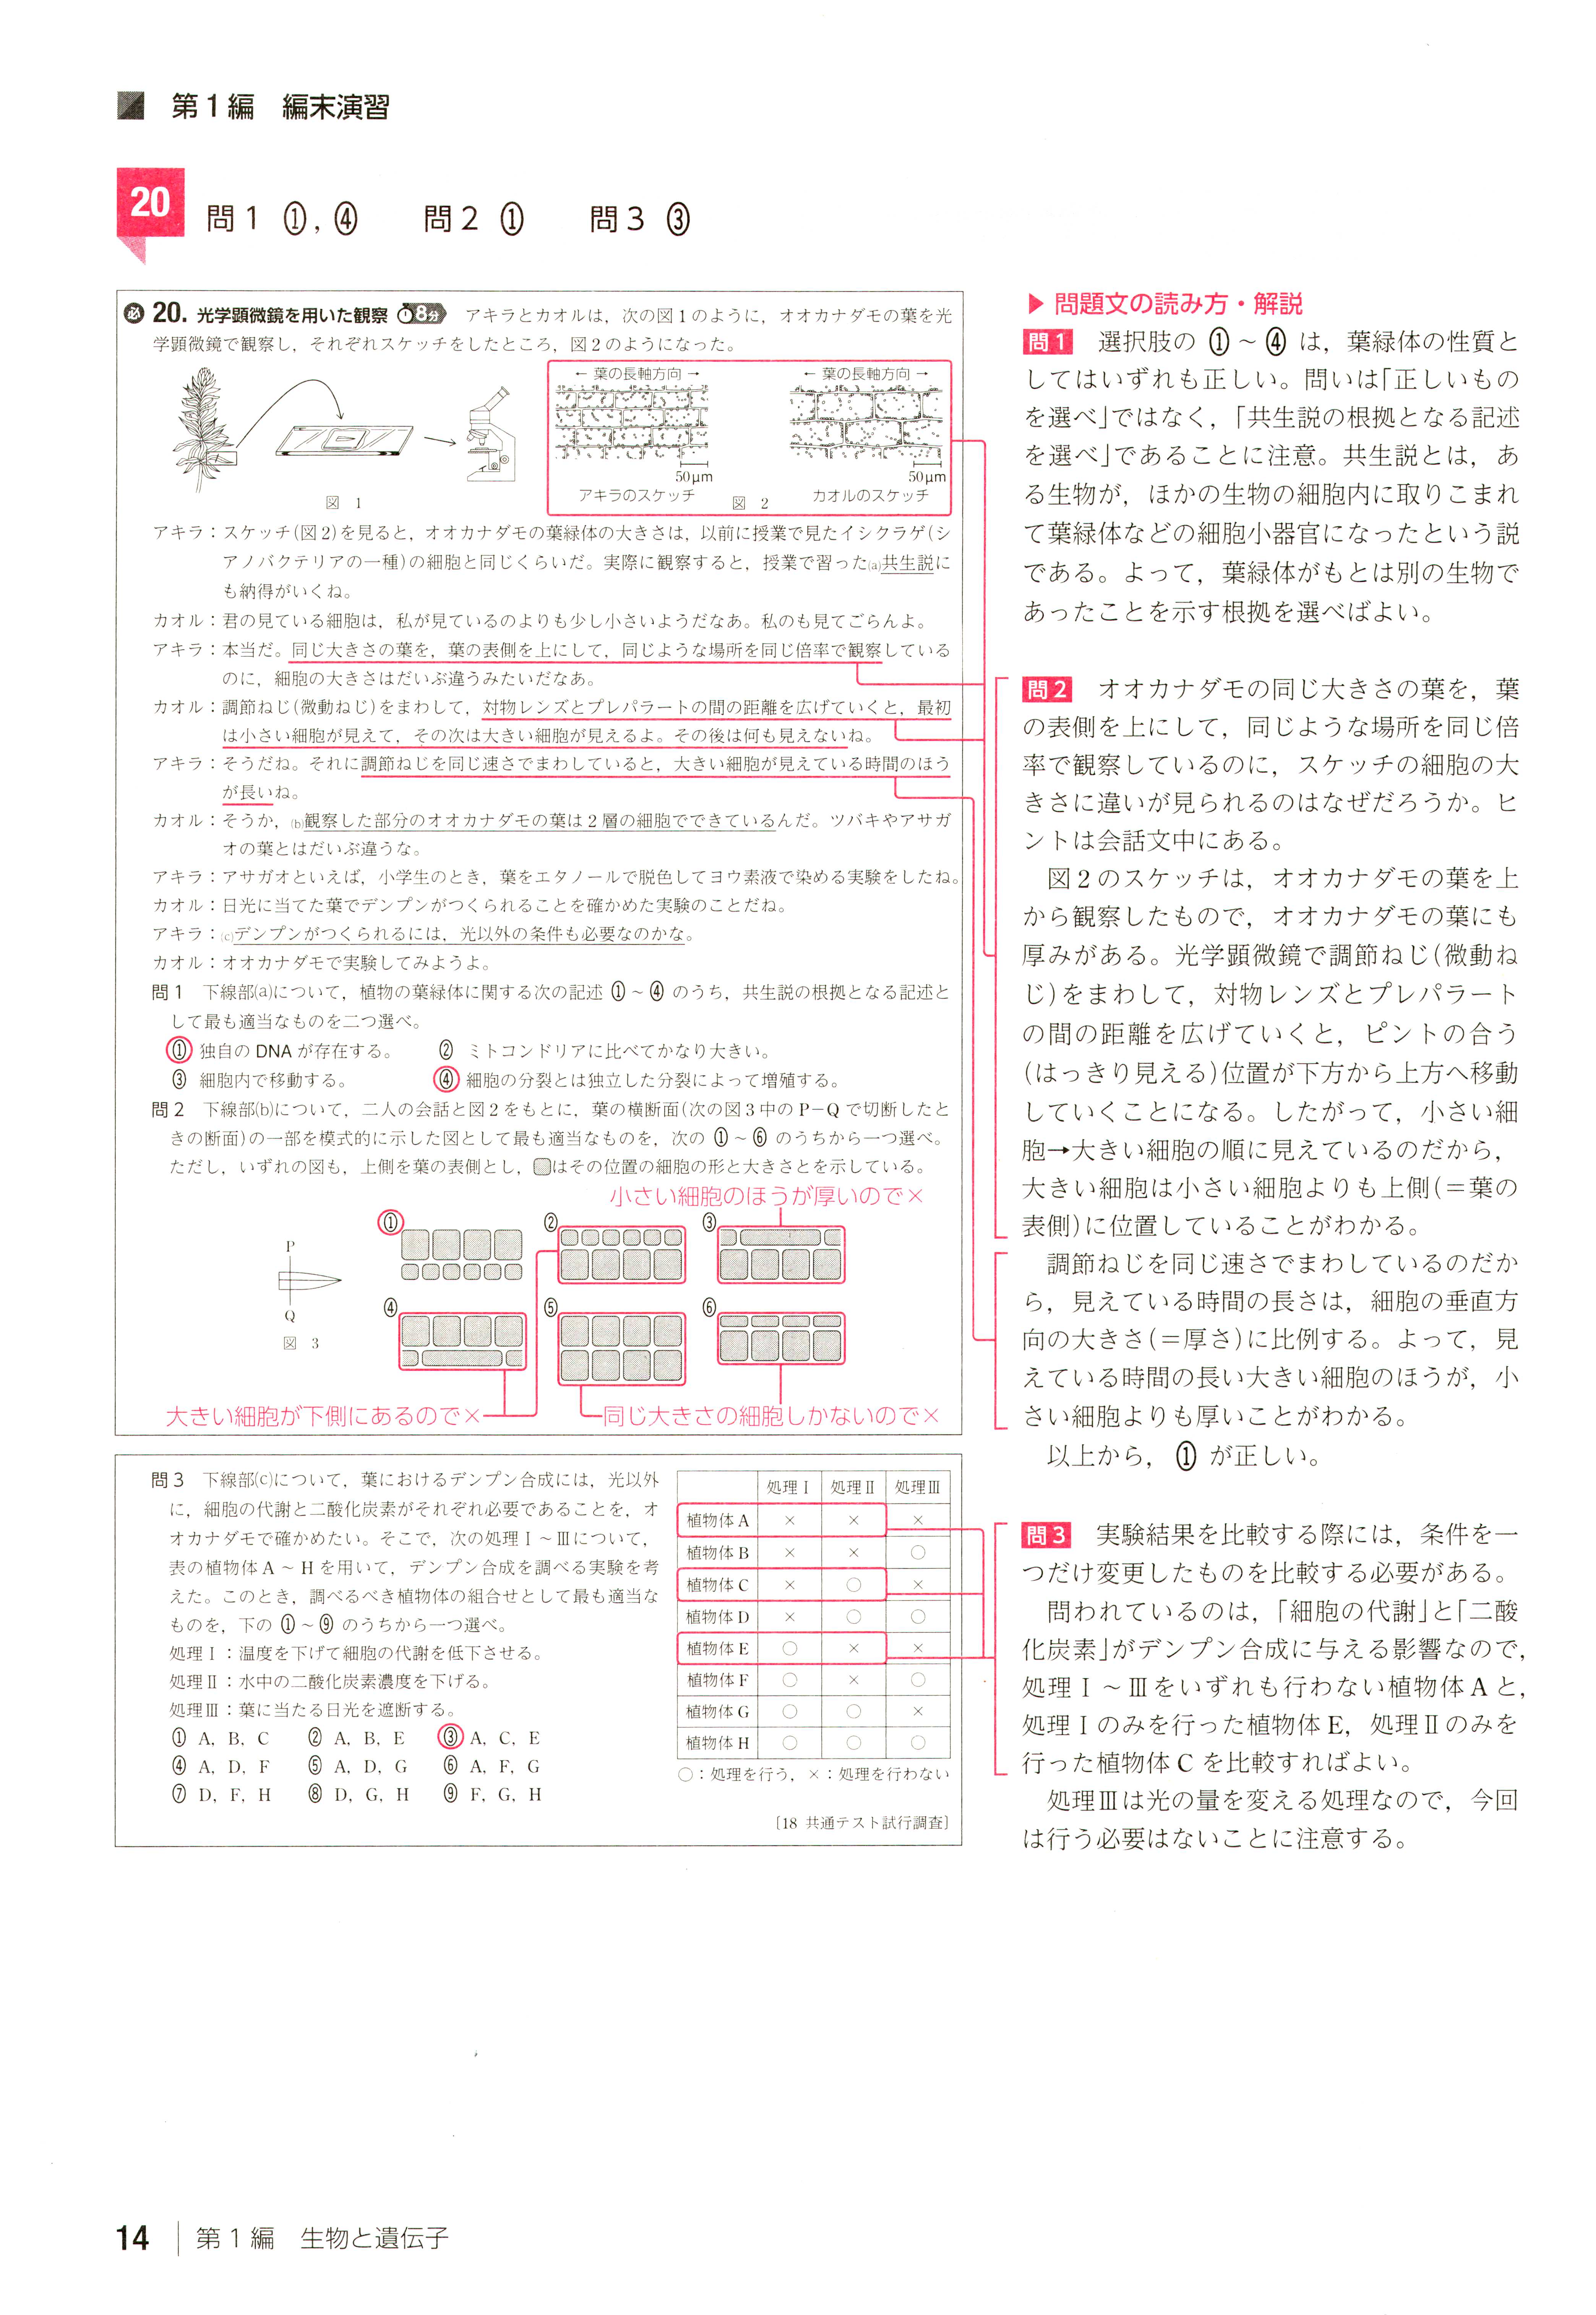 第1編 編末演習
20
問1 ①,④ 問2 ① 問3 ③
必 20. 光学顕微鏡を用いた観察 8分 アキラとカオルは,次の図1のように,オオカナダモの葉を光
学顕微鏡で観察し,それぞれスケッチをしたところ,図2のようになった。
← 葉の長軸方向 → ← 葉の長軸方向 →
50μm 50μm
アキラのスケッチ カオルのスケッチ
図 1 図 2
アキラ:スケッチ(図2)を見ると,オオカナダモの葉緑体の大きさは,以前に授業で見たイシクラゲ(シ
アノバクテリアの一種)の細胞と同じくらいだ。実際に観察すると,授業で習った(a)共生説に
も納得がいくね。
カオル:君の見ている細胞は,私が見ているのよりも少し小さいようだなあ。私のも見てごらんよ。
アキラ:本当だ。同じ大きさの葉を,葉の表側を上にして,同じような場所を同じ倍率で観察している
のに,細胞の大きさはだいぶ違うみたいだなあ。
カオル:調節ねじ(微動ねじ)をまわして,対物レンズとプレパラートの間の距離を広げていくと,最初
は小さい細胞が見えて,その次は大きい細胞が見えるよ。その後は何も見えないね。
アキラ:そうだね。それに調節ねじを同じ速さでまわしていると,大きい細胞が見えている時間のほう
が長いね。
カオル:そうか,(b)観察した部分のオオカナダモの葉は2層の細胞でできているんだ。ツバキやアサガ
オの葉とはだいぶ違うな。
アキラ:アサガオといえば,小学生のとき,葉をエタノールで脱色してヨウ素液で染める実験をしたね。
カオル:日光に当てた葉でデンプンがつくられることを確かめた実験のことだね。
アキラ:(c)デンプンがつくられるには,光以外の条件も必要なのかな。
カオル:オオカナダモで実験してみようよ。
問1 下線部(a)について,植物の葉緑体に関する次の記述 ①~④ のうち,共生説の根拠となる記述と
して最も適当なものを二つ選べ。
① 独自の DNA が存在する。 ② ミトコンドリアに比べてかなり大きい。
③ 細胞内で移動する。 ④ 細胞の分裂とは独立した分裂によって増殖する。
問2 下線部(b)について,二人の会話と図2をもとに,葉の横断面(次の図3中の P−Q で切断したと
きの断面)の一部を模式的に示した図として最も適当なものを,次の ①~⑥ のうちから一つ選べ。
ただし,いずれの図も,上側を葉の表側とし,はその位置の細胞の形と大きさとを示している。
小さい細胞のほうが厚いので×
① ② ③
P
Q
図 3
④ ⑤ ⑥
大きい細胞が下側にあるので× 同じ大きさの細胞しかないので×
問3 下線部(c)について,葉におけるデンプン合成には,光以外
に,細胞の代謝と二酸化炭素がそれぞれ必要であることを,オ
オカナダモで確かめたい。そこで,次の処理Ⅰ~Ⅲについて,
表の植物体 A~H を用いて,デンプン合成を調べる実験を考
えた。このとき,調べるべき植物体の組合せとして最も適当な
ものを,下の ①~⑨ のうちから一つ選べ。
処理Ⅰ:温度を下げて細胞の代謝を低下させる。
処理Ⅱ:水中の二酸化炭素濃度を下げる。
処理Ⅲ:葉に当たる日光を遮断する。
① A, B, C ② A, B, E ③ A, C, E
④ A, D, F ⑤ A, D, G ⑥ A, F, G
⑦ D, F, H ⑧ D, G, H ⑨ F, G, H
処理Ⅰ 処理Ⅱ 処理Ⅲ
植物体 A × × ×
植物体 B × × ○
植物体 C × ○ ×
植物体 D × ○ ○
植物体 E ○ × ×
植物体 F ○ × ○
植物体 G ○ ○ ×
植物体 H ○ ○ ○
○:処理を行う,×:処理を行わない
〔18 共通テスト試行調査〕
▶ 問題文の読み方・解説
問1 選択肢の ①~④ は,葉緑体の性質と
してはいずれも正しい。問いは「正しいもの
を選べ」ではなく,「共生説の根拠となる記述
を選べ」であることに注意。共生説とは,あ
る生物が,ほかの生物の細胞内に取りこまれ
て葉緑体などの細胞小器官になったという説
である。よって,葉緑体がもとは別の生物で
あったことを示す根拠を選べばよい。
問2 オオカナダモの同じ大きさの葉を,葉
の表側を上にして,同じような場所を同じ倍
率で観察しているのに,スケッチの細胞の大
きさに違いが見られるのはなぜだろうか。ヒ
ントは会話文中にある。
図2のスケッチは,オオカナダモの葉を上
から観察したもので,オオカナダモの葉にも
厚みがある。光学顕微鏡で調節ねじ(微動ね
じ)をまわして,対物レンズとプレパラート
の間の距離を広げていくと,ピントの合う
(はっきり見える)位置が下方から上方へ移動
していくことになる。したがって,小さい細
胞→大きい細胞の順に見えているのだから,
大きい細胞は小さい細胞よりも上側(=葉の
表側)に位置していることがわかる。
調節ねじを同じ速さでまわしているのだか
ら,見えている時間の長さは,細胞の垂直方
向の大きさ(=厚さ)に比例する。よって,見
えている時間の長い大きい細胞のほうが,小
さい細胞よりも厚いことがわかる。
以上から, ① が正しい。
問3 実験結果を比較する際には,条件を一
つだけ変更したものを比較する必要がある。
問われているのは,「細胞の代謝」と「二酸
化炭素」がデンプン合成に与える影響なので,
処理Ⅰ~Ⅲをいずれも行わない植物体 A と,
処理Ⅰのみを行った植物体 E,処理Ⅱのみを
行った植物体 C を比較すればよい。
処理Ⅲは光の量を変える処理なので,今回
は行う必要はないことに注意する。
14 第1編 生物と遺伝子